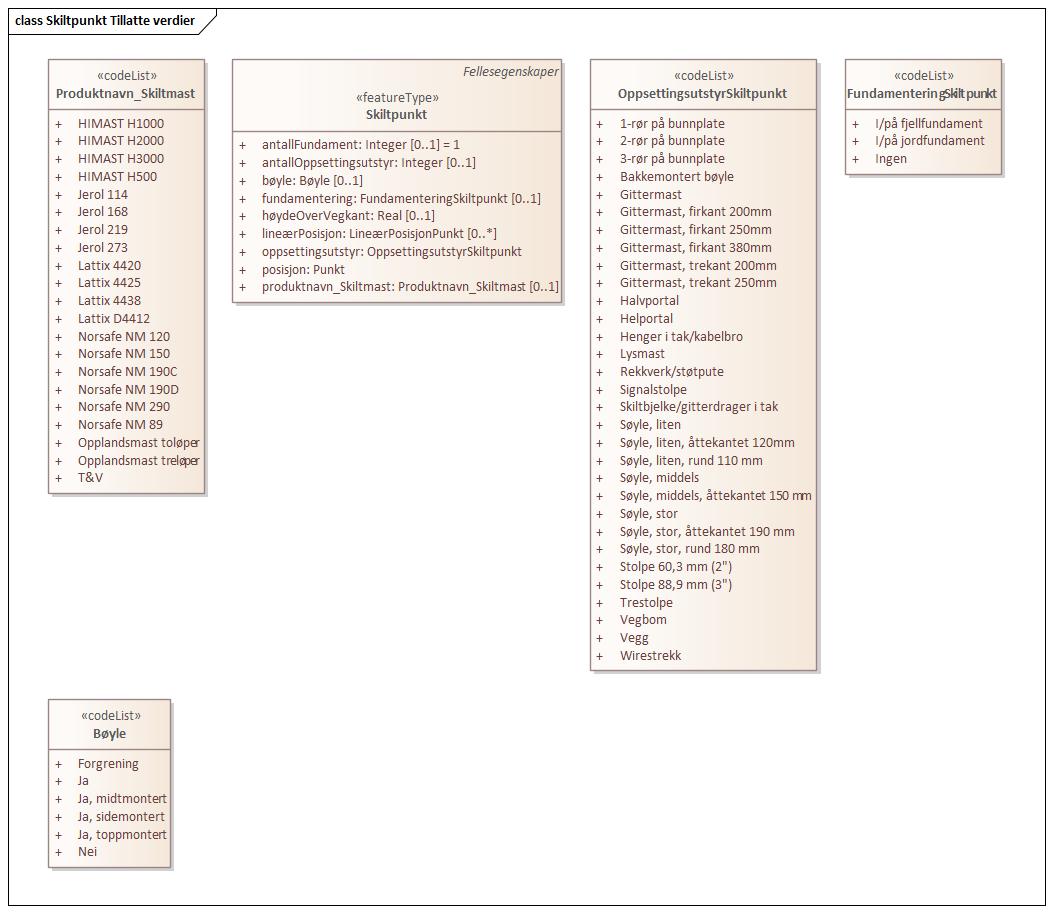 class Skiltpunkt Tillatte verdier
«codeList»
Produktnavn_Skiltmast
+ HIMAST H1000
+ HIMAST H2000
+ HIMAST H3000
+ HIMAST H500
+ Jerol 114
+ Jerol 168
+ Jerol 219
+ Jerol 273
+ Lattix 4420
+ Lattix 4425
+ Lattix 4438
+ Lattix D4412
+ Norsafe NM 120
+ Norsafe NM 150
+ Norsafe NM 190C
+ Norsafe NM 190D
+ Norsafe NM 290
+ Norsafe NM 89
+ Opplandsmast toløper
+ Opplandsmast treløper
+ T&V
Fellesegenskaper
«featureType»
Skiltpunkt
+ antallFundament: Integer [0..1] = 1
+ antallOppsettingsutstyr: Integer [0..1]
+ bøyle: Bøyle [0..1]
+ fundamentering: FundamenteringSkiltpunkt [0..1]
+ høydeOverVegkant: Real [0..1]
+ lineærPosisjon: LineærPosisjonPunkt [0..*]
+ oppsettingsutstyr: OppsettingsutstyrSkiltpunkt
+ posisjon: Punkt
+ produktnavn_Skiltmast: Produktnavn_Skiltmast [0..1]
«codeList»
OppsettingsutstyrSkiltpunkt
+ 1-rør på bunnplate
+ 2-rør på bunnplate
+ 3-rør på bunnplate
+ Bakkemontert bøyle
+ Gittermast
+ Gittermast, firkant 200mm
+ Gittermast, firkant 250mm
+ Gittermast, firkant 380mm
+ Gittermast, trekant 200mm
+ Gittermast, trekant 250mm
+ Halvportal
+ Helportal
+ Henger i tak/kabelbro
+ Lysmast
+ Rekkverk/støtpute
+ Signalstolpe
+ Skiltbjelke/gitterdrager i tak
+ Søyle, liten
+ Søyle, liten, åttekantet 120mm
+ Søyle, liten, rund 110 mm
+ Søyle, middels
+ Søyle, middels, åttekantet 150 mm
+ Søyle, stor
+ Søyle, stor, åttekantet 190 mm
+ Søyle, stor, rund 180 mm
+ Stolpe 60,3 mm (2")
+ Stolpe 88,9 mm (3")
+ Trestolpe
+ Vegbom
+ Vegg
+ Wirestrekk
«codeList»
FundamenteringSkiltpunkt
+ I/på fjellfundament
+ I/på jordfundament
+ Ingen
«codeList»
Bøyle
+ Forgrening
+ Ja
+ Ja, midtmontert
+ Ja, sidemontert
+ Ja, toppmontert
+ Nei